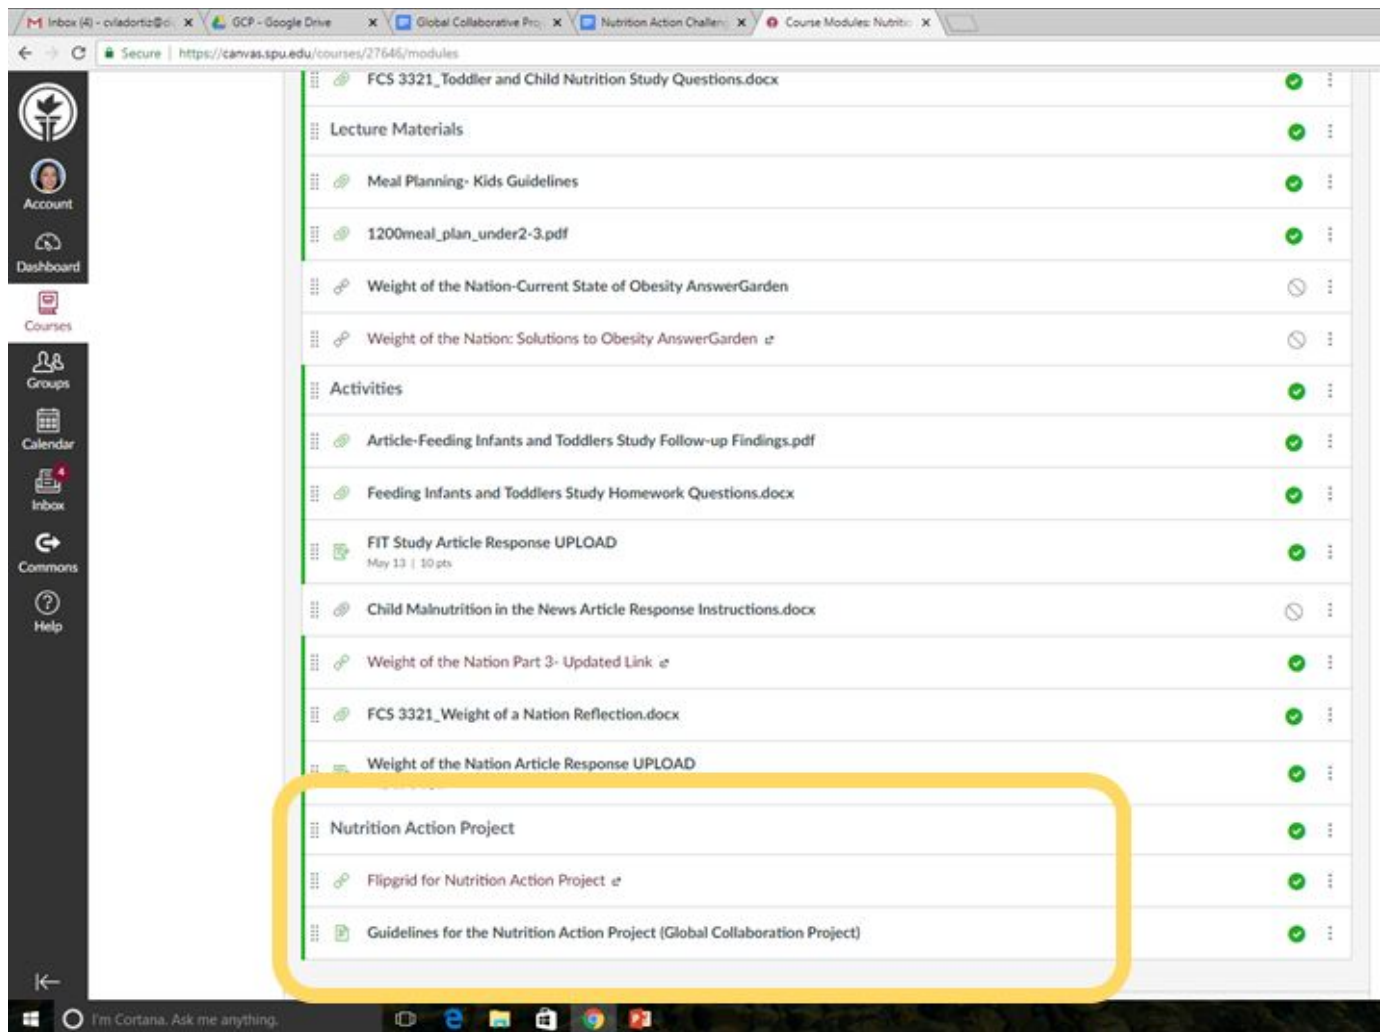 Inbox (4) - cvladortiz@d
GCP - Google Drive
Global Collaborative Pro
Nutrition Action Challen
Course Modules: Nutritio
Secure | https://canvas.spu.edu/courses/27646/modules
FCS 3321_Toddler and Child Nutrition Study Questions.docx
Lecture Materials
Meal Planning- Kids Guidelines
1200meal_plan_under2-3.pdf
Weight of the Nation-Current State of Obesity AnswerGarden
Weight of the Nation: Solutions to Obesity AnswerGarden
Activities
Article-Feeding Infants and Toddlers Study Follow-up Findings.pdf
Feeding Infants and Toddlers Study Homework Questions.docx
FIT Study Article Response UPLOAD
May 13 | 10 pts
Child Malnutrition in the News Article Response Instructions.docx
Weight of the Nation Part 3- Updated Link
FCS 3321_Weight of a Nation Reflection.docx
Weight of the Nation Article Response UPLOAD
Nutrition Action Project
Flipgrid for Nutrition Action Project
Guidelines for the Nutrition Action Project (Global Collaboration Project)
Account
Dashboard
Courses
Groups
Calendar
4
Inbox
Commons
Help
I'm Cortana. Ask me anything.